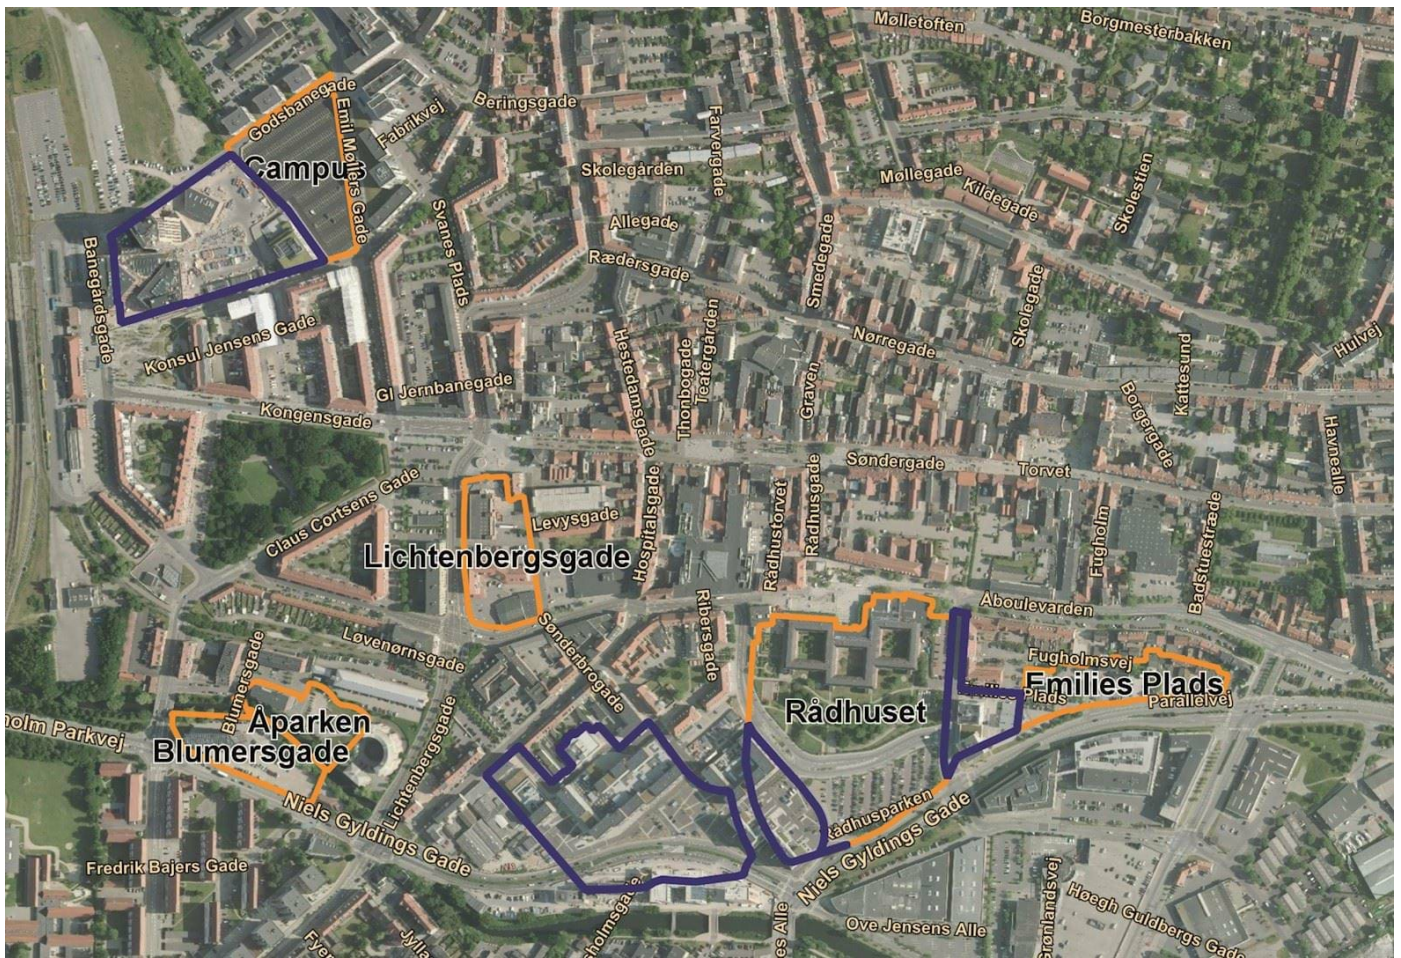 Mølletoften
Borgmesterbakken
Godsbanegade
Beringsgade
Fabrikvej
Emil Møllers Gade
Farvergade
Campus
Skolegården
Møllegade
Kildegade
Skolestien
Svanes Plads
Allegade
Smedegade
Banegårdsgade
Rædersgade
Skolegade
Konsul Jensens Gade
Hestedamsgade
Thonbogade
Teatergården
Nørregade
Kattesund
Hulvej
Gl Jernbanegade
Graven
Borgergade
Kongensgade
Havnealle
Søndergade
Torvet
Claus Cortsens Gade
Levysgade
Hospitalsgade
Rådhustorvet
Rådhusgade
Fugholm
Badstuestræde
Lichtenbergsgade
Aboulevarden
Løvenørnsgade
Sønderbrogade
Ribersgade
Fugholmsvej
Emilies Plads
Plads
Parallelvej
Blumersgade
Rådhuset
Åparken
Blumersgade
holm Parkvej
Lichtenbergsgade
Niels Gyldings Gade
Rådhusparken
Niels Gyldings Gade
Fredrik Bajers Gade
Ove Jensens Alle
Grønlandsvej
Høegh Guldbergs Gade